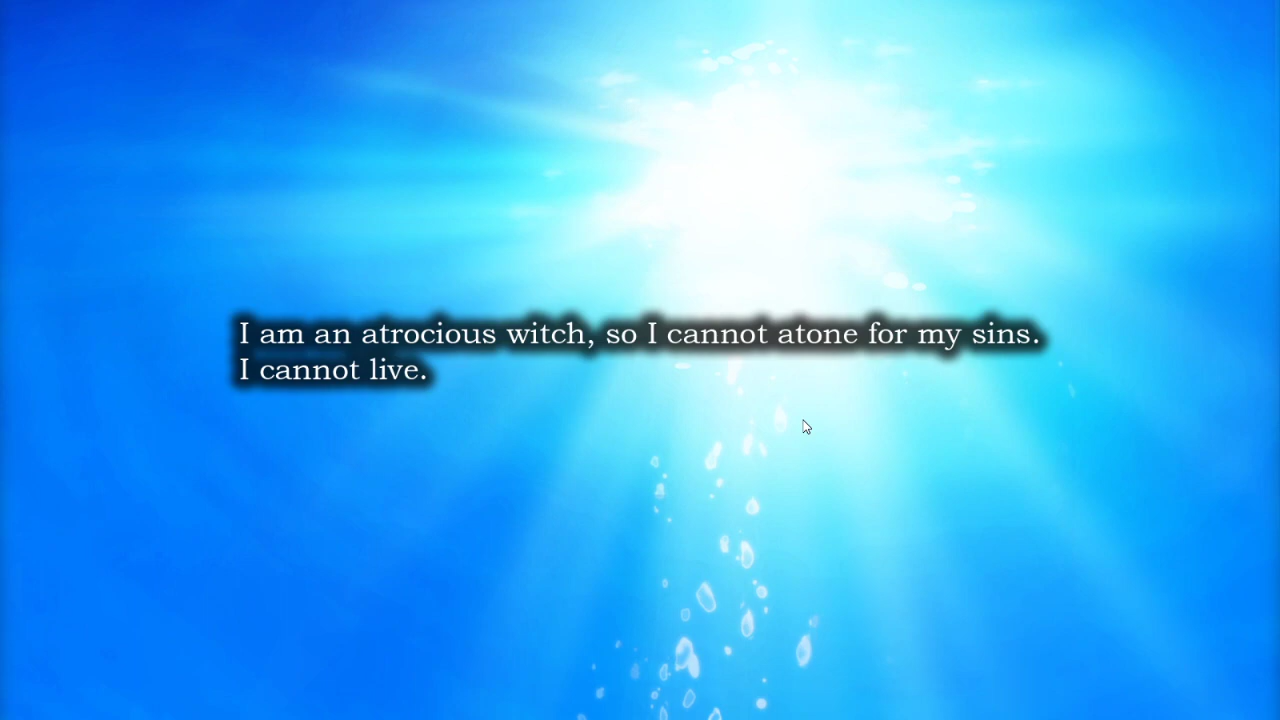 I am an atrocious witch, so I cannot atone for my sins.
I cannot live.